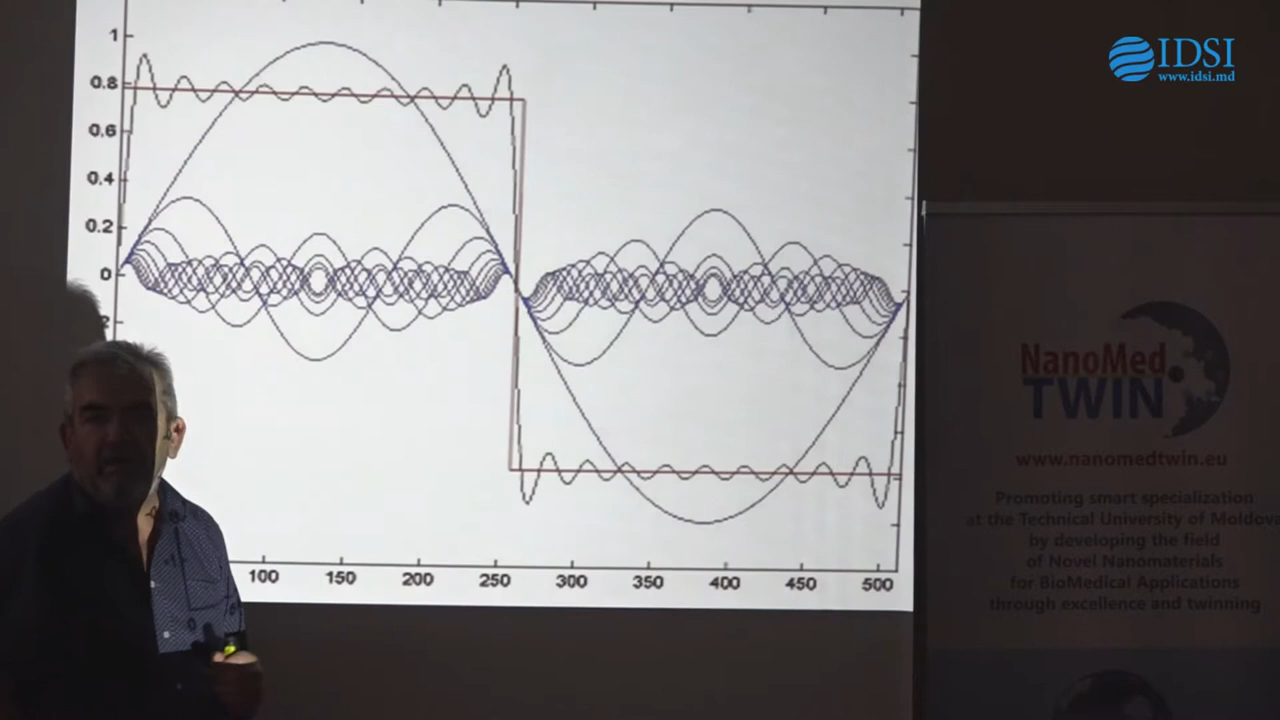 1
0.8
0.6
0.4
0.2
0
2
100 150 200 250 300 350 400 450 500
IDSI
www.idsi.md
NanoMed
TWIN
www.nanomedtwin.eu
Promoting smart specialization
at the Technical University of Moldov
by developing the field
of Novel Nanomaterials
for BioMedical Applications
through excellence and twinning